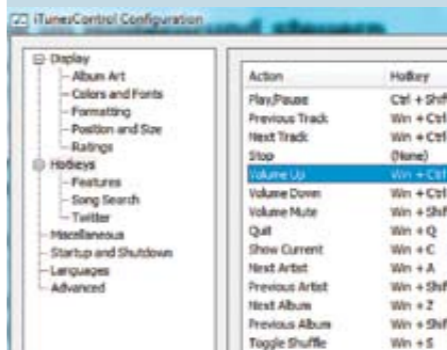 iTunesControl Configuration
Display
Album Art
Colors and Fonts
Formatting
Position and Size
Ratings
Hotkeys
Features
Song Search
Twitter
Miscellaneous
Startup and Shutdown
Languages
Advanced
Action Hotkey
Play/Pause Ctrl + Shif
Previous Track Win + Ctrl
Next Track Win + Ctrl
Stop (None)
Volume Up Win + Ctrl
Volume Down Win + Ctrl
Volume Mute Win + Shif
Quit Win + Q
Show Current Win + C
Next Artist Win + A
Previous Artist Win + Shif
Next Album Win + Z
Previous Album Win + Shif
Toggle Shuffle Win + S